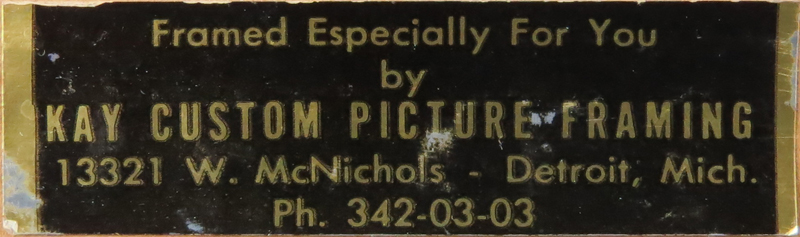 Framed Especially For You
by
KAY CUSTOM PICTURE FRAMING
13321 W. McNichols - Detroit, Mich.
Ph. 342-03-03